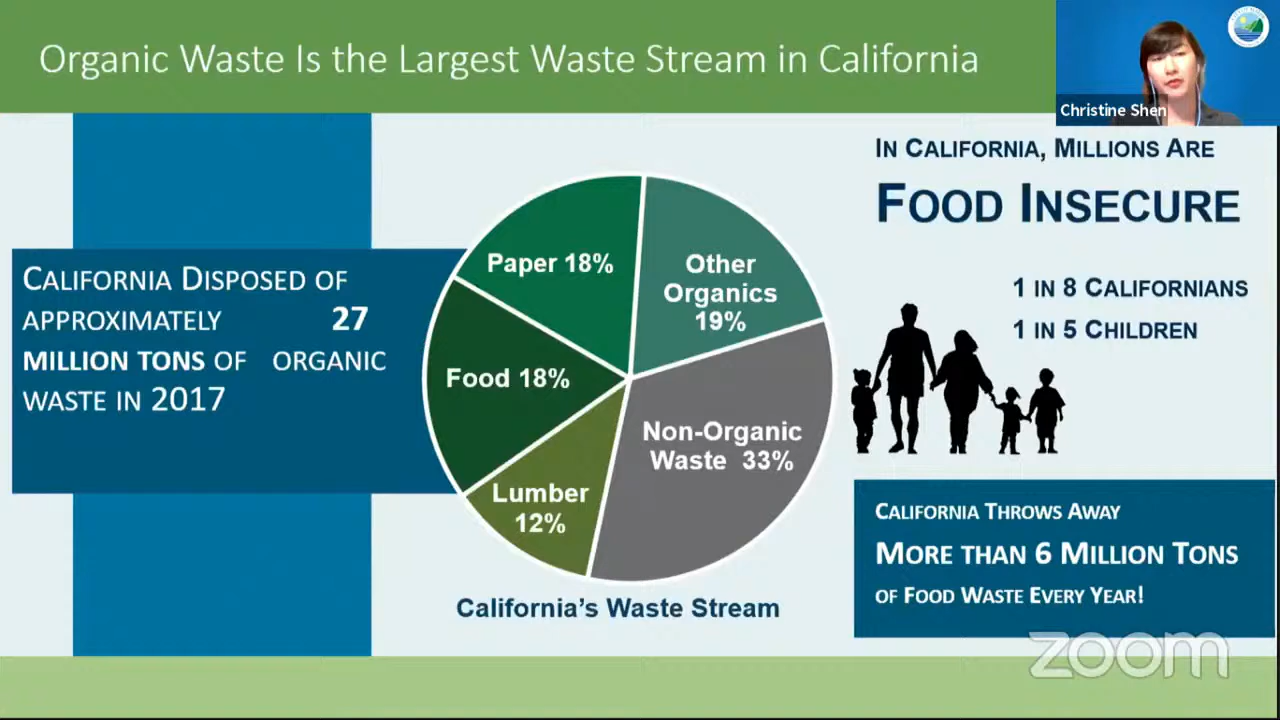 Organic Waste Is the Largest Waste Stream in California
Christine Shen
CALIFORNIA DISPOSED OF
APPROXIMATELY 27
MILLION TONS OF ORGANIC
WASTE IN 2017
Paper 18%
Other
Organics
19%
Food 18%
Non-Organic
Waste 33%
Lumber
12%
California's Waste Stream
IN CALIFORNIA, MILLIONS ARE
FOOD INSECURE
1 IN 8 CALIFORNIANS
1 IN 5 CHILDREN
CALIFORNIA THROWS AWAY
MORE THAN 6 MILLION TONS
OF FOOD WASTE EVERY YEAR!
zoom